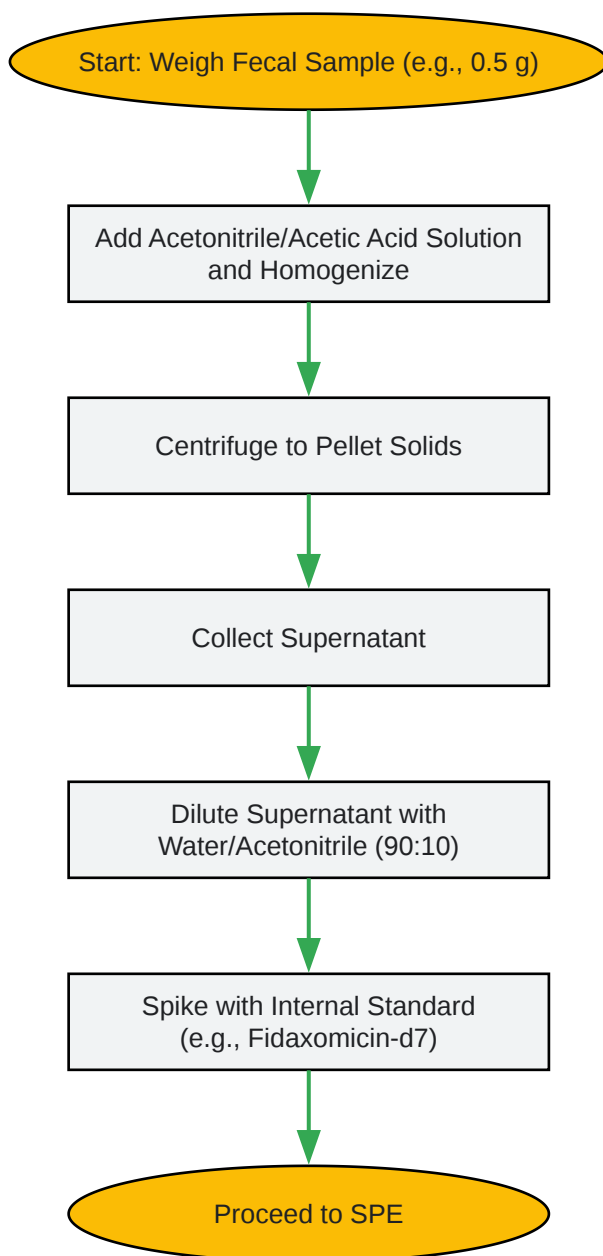 Start: Weigh Fecal Sample (e.g., 0.5 g)
Add Acetonitrile/Acetic Acid Solution
and Homogenize
Centrifuge to Pellet Solids
Collect Supernatant
Dilute Supernatant with
Water/Acetonitrile (90:10)
Spike with Internal Standard
(e.g., Fidaxomicin-d7)
Proceed to SPE